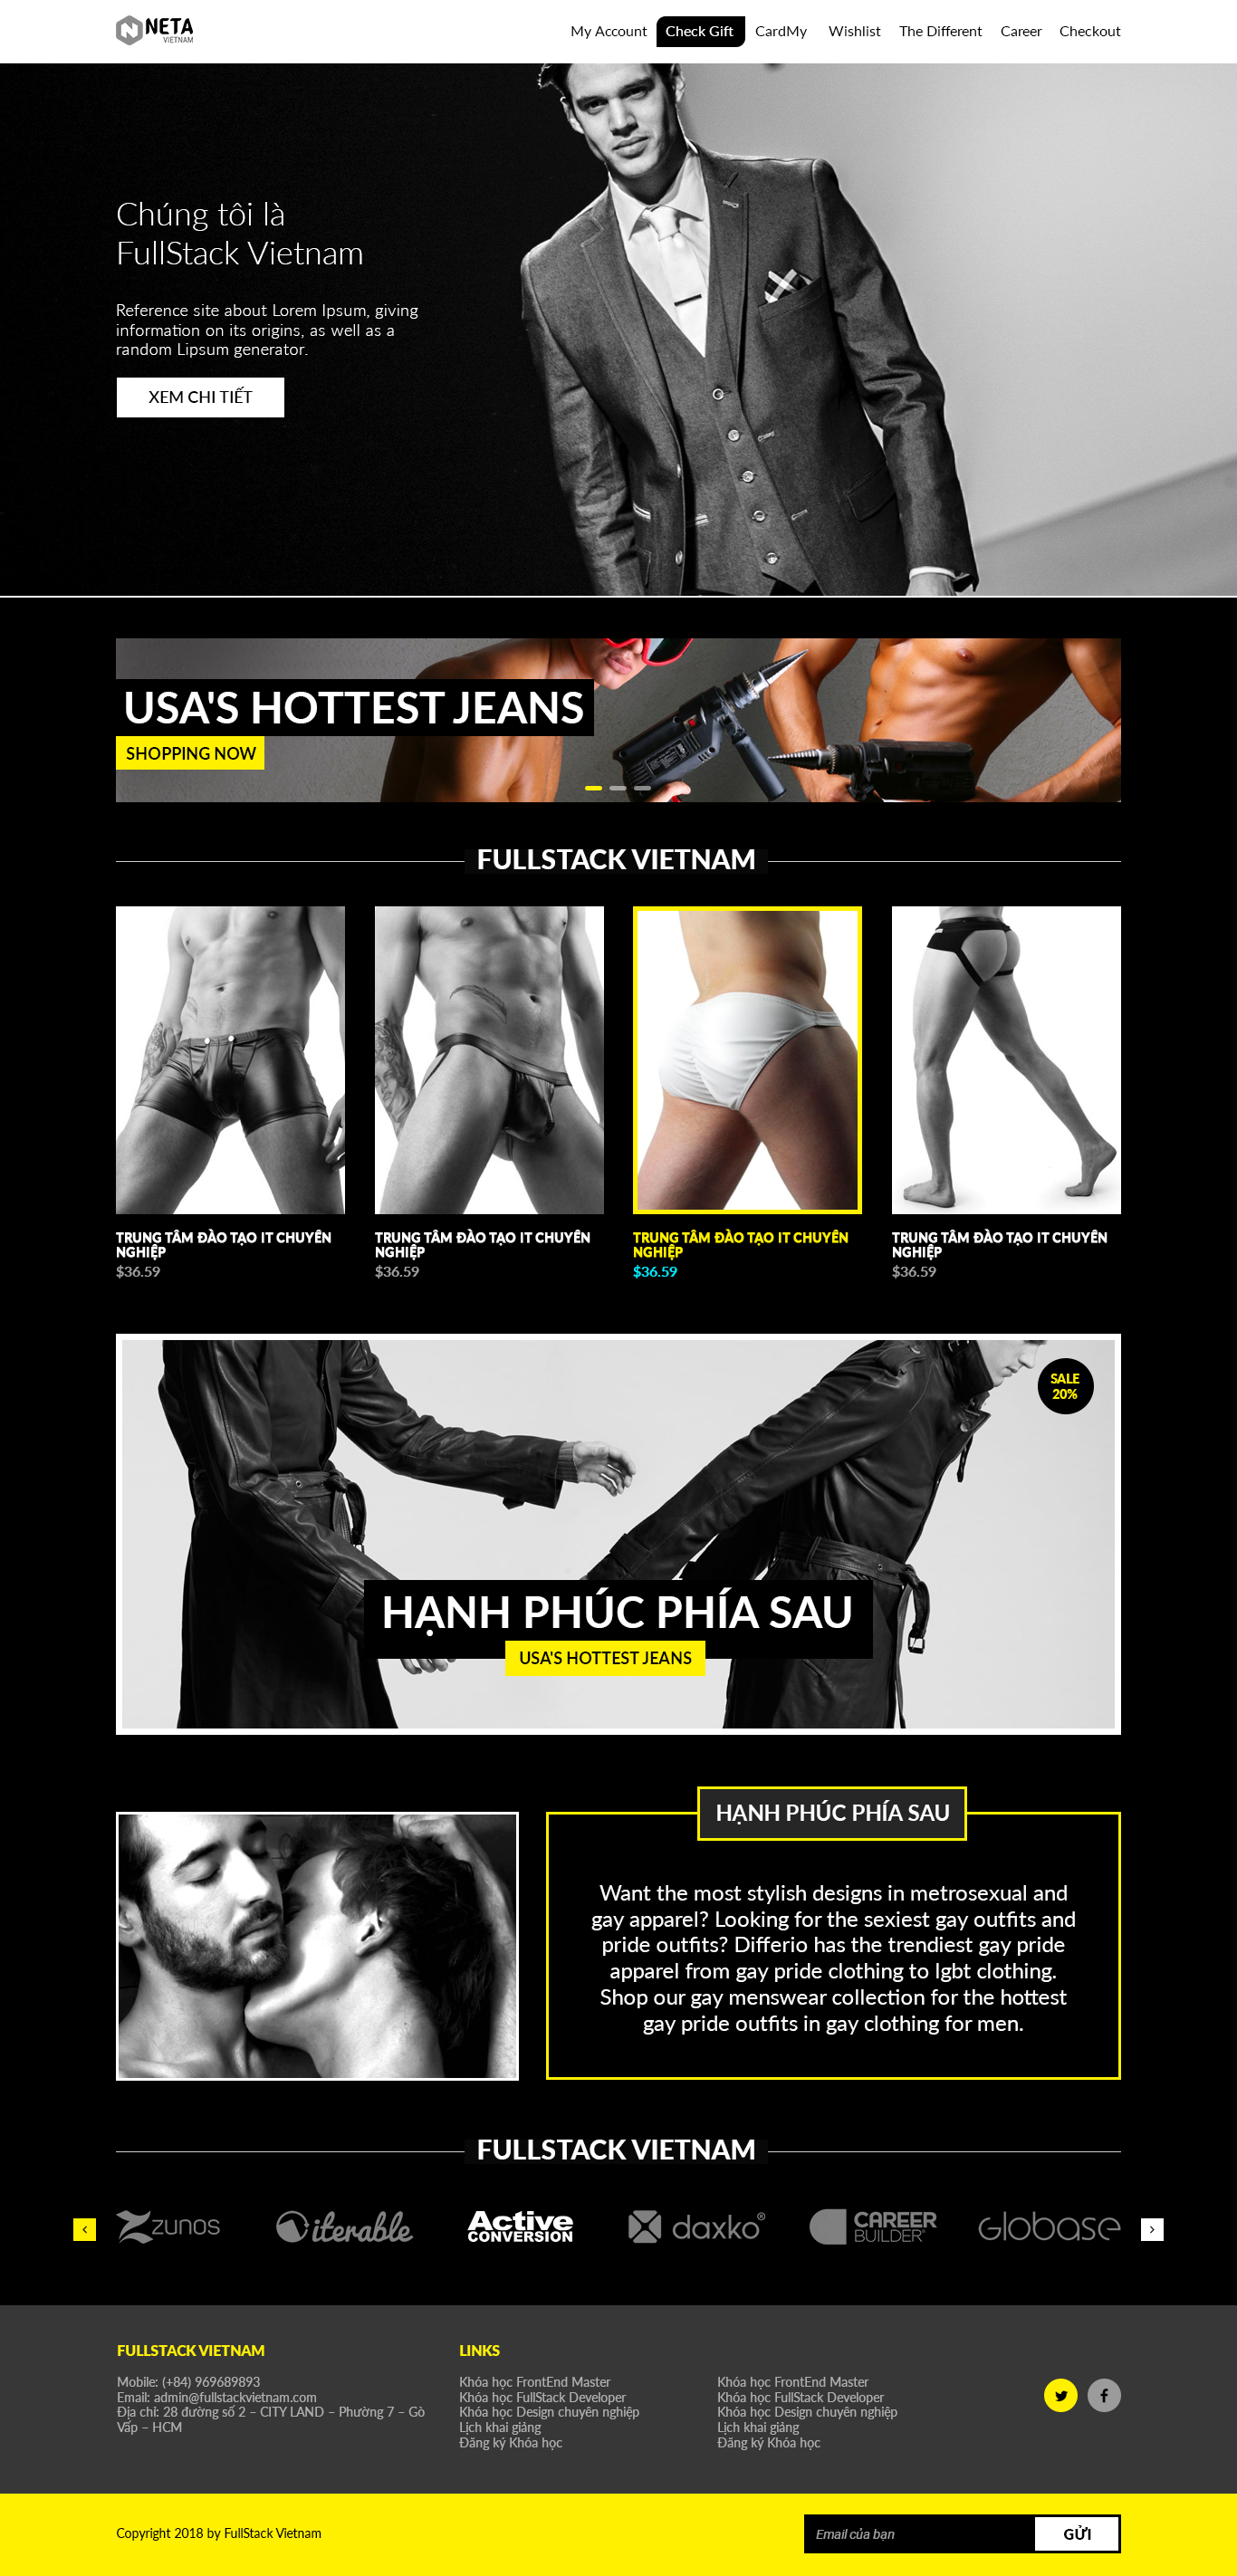 NETA
VIETNAM
My Account
Check Gift
CardMy
Wishlist
The Different
Career
Checkout
Chúng tôi là
FullStack Vietnam
Reference site about Lorem Ipsum, giving
information on its origins, as well as a
random Lipsum generator.
XEM CHI TIẾT
USA'S HOTTEST JEANS
SHOPPING NOW
FULLSTACK VIETNAM
TRUNG TÂM ĐÀO TẠO IT CHUYÊN
NGHIỆP
$36.59
TRUNG TÂM ĐÀO TẠO IT CHUYÊN
NGHIỆP
$36.59
TRUNG TÂM ĐÀO TẠO IT CHUYÊN
NGHIỆP
$36.59
TRUNG TÂM ĐÀO TẠO IT CHUYÊN
NGHIỆP
$36.59
SALE
20%
HẠNH PHÚC PHÍA SAU
USA'S HOTTEST JEANS
HẠNH PHÚC PHÍA SAU
Want the most stylish designs in metrosexual and
gay apparel? Looking for the sexiest gay outfits and
pride outfits? Differio has the trendiest gay pride
apparel from gay pride clothing to lgbt clothing.
Shop our gay menswear collection for the hottest
gay pride outfits in gay clothing for men.
FULLSTACK VIETNAM
ZUNOS
iterable
Active
CONVERSION
daxko®
CAREER
BUILDER®
GLOBASE
FULLSTACK VIETNAM
Mobile: (+84) 969689893
Email: admin@fullstackvietnam.com
Địa chỉ: 28 đường số 2 – CITY LAND – Phường 7 – Gò
Vấp – HCM
LINKS
Khóa học FrontEnd Master
Khóa học FullStack Developer
Khóa học Design chuyên nghiệp
Lịch khai giảng
Đăng ký Khóa học
Khóa học FrontEnd Master
Khóa học FullStack Developer
Khóa học Design chuyên nghiệp
Lịch khai giảng
Đăng ký Khóa học
Copyright 2018 by FullStack Vietnam
Email của bạn
GỬI